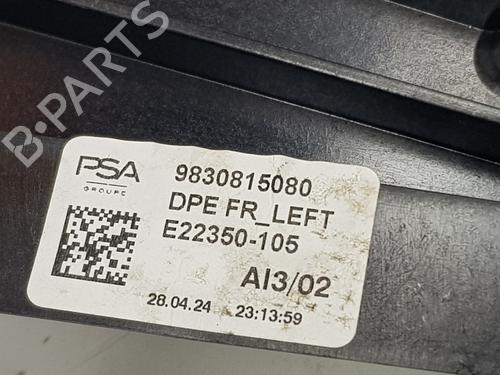 B-PARTS
PSA
GROUPE
9830815080
DPE FR_LEFT
E22350-105
AI3/02
28.04.24 23:13:59